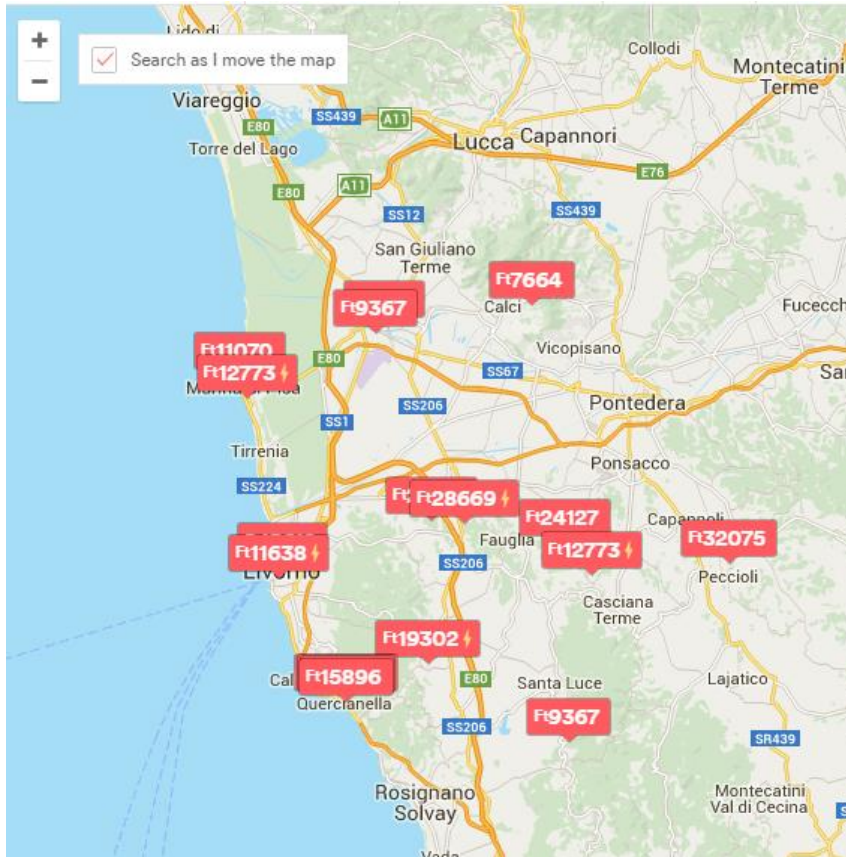 +
Search as I move the map
−
Lido di
Collodi
Viareggio
Montecatini
Terme
SS439
A11
E80
Lucca
Capannori
Torre del Lago
E76
A11
E80
SS12
SS439
San Giuliano
Terme
Ft7664
Calci
Ft9367
Fucecch
Ft11070
Vicopisano
E80
Ft12773
SS67
SS206
Pontedera
SS1
Tirrenia
Ponsacco
SS224
Ft28669
Ft24127
Capannoli
Fauglia
Ft32075
Ft11638
Ft12773
SS206
Livorno
Peccioli
Casciana
Terme
Ft19302
Ft15896
E80
Santa Luce
Lajatico
Quercianella
Ft9367
SS206
SR439
Rosignano
Solvay
Montecatini
Val di Cecina